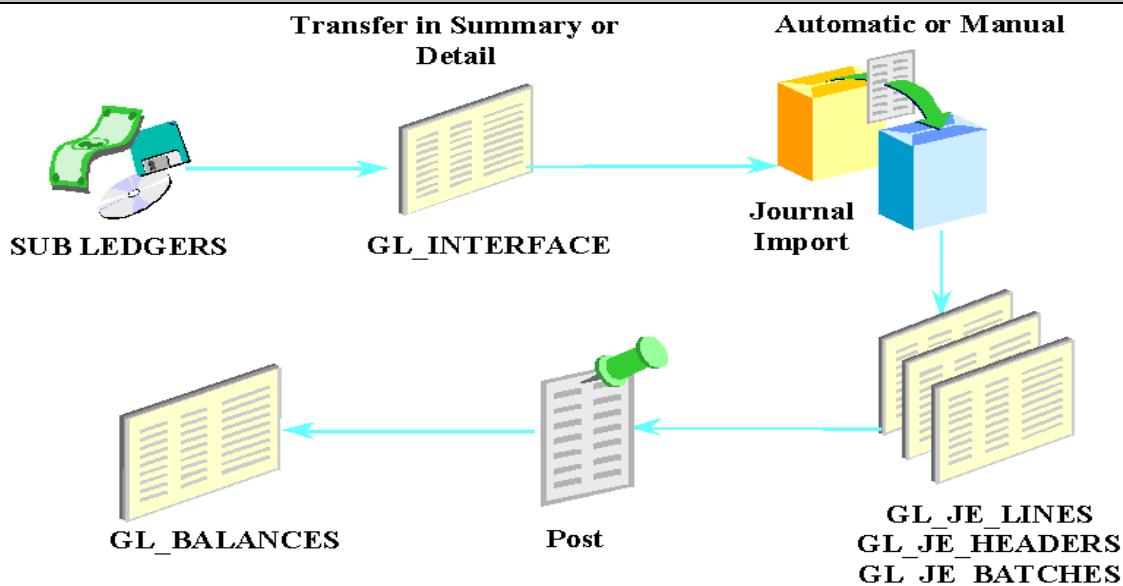 Transfer in Summary or
Detail
Automatic or Manual
SUB LEDGERS
GL_INTERFACE
Journal
Import
GL_BALANCES
Post
GL_JE_LINES
GL_JE_HEADERS
GL_JE_BATCHES